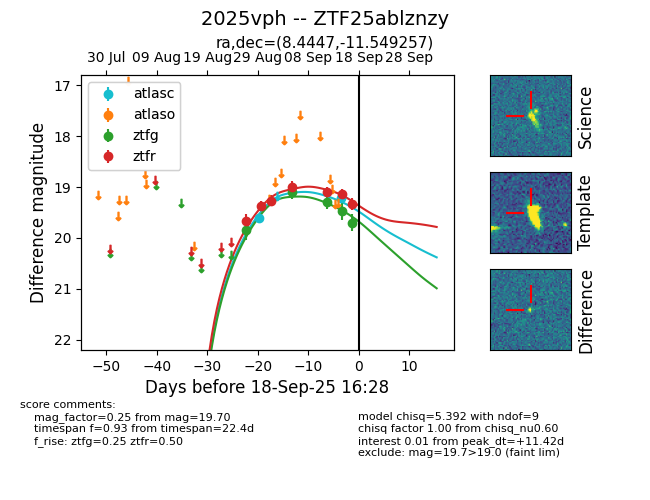 2025vph -- ZTF25ablznzy
ra,dec=(8.4447,-11.549257)
30 Jul 09 Aug 19 Aug 29 Aug 08 Sep 18 Sep 28 Sep
17
18
19
20
21
22
Difference magnitude
atlasc
atlaso
ztfg
ztfr
−50 −40 −30 −20 −10 0 10
Days before 18-Sep-25 16:28
Science
Template
Difference
score comments:
mag_factor=0.25 from mag=19.70
timespan f=0.93 from timespan=22.4d
f_rise: ztfg=0.25 ztfr=0.50
model chisq=5.392 with ndof=9
chisq factor 1.00 from chisq_nu0.60
interest 0.01 from peak_dt=+11.42d
exclude: mag=19.7>19.0 (faint lim)